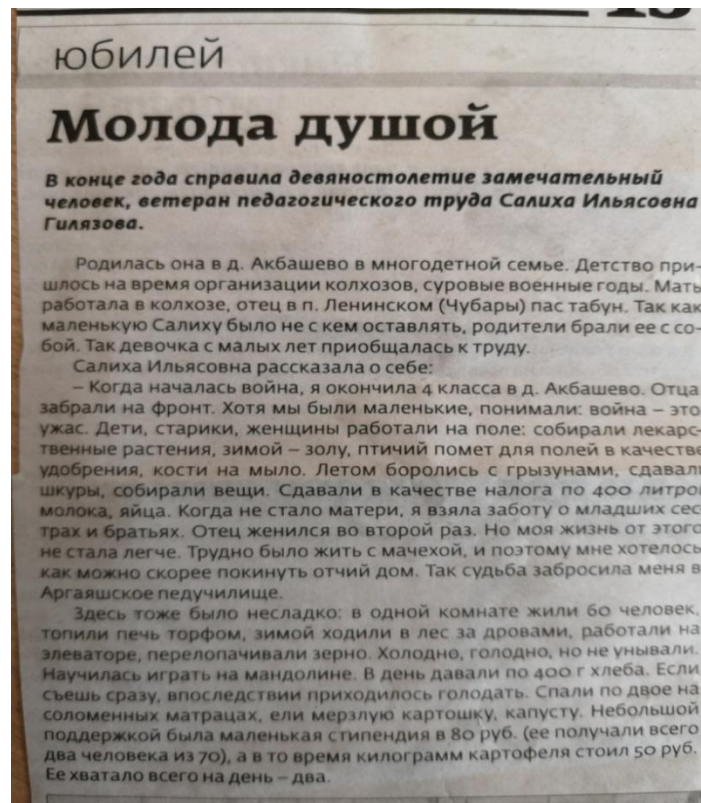 юбилей
Молода душой
В конце года справила девяностолетие замечательный
человек, ветеран педагогического труда Салиха Ильясовна
Гилязова.
Родилась она в д. Акбашево в многодетной семье. Детство при-
шлось на время организации колхозов, суровые военные годы. Мать
работала в колхозе, отец в п. Ленинском (Чубары) пас табун. Так как
маленькую Салиху было не с кем оставлять, родители брали ее с со-
бой. Так девочка с малых лет приобщалась к труду.
Салиха Ильясовна рассказала о себе:
– Когда началась война, я окончила 4 класса в д. Акбашево. Отца
забрали на фронт. Хотя мы были маленькие, понимали: война – это
ужас. Дети, старики, женщины работали на поле: собирали лекарс-
твенные растения, зимой – золу, птичий помет для полей в качестве
удобрения, кости на мыло. Летом боролись с грызунами, сдавали
шкуры, собирали вещи. Сдавали в качестве налога по 400 литров
молока, яйца. Когда не стало матери, я взяла заботу о младших сес-
трах и братьях. Отец женился во второй раз. Но моя жизнь от этого
не стала легче. Трудно было жить с мачехой, и поэтому мне хотелось
как можно скорее покинуть отчий дом. Так судьба забросила меня в
Аргаяшское педучилище.
Здесь тоже было несладко: в одной комнате жили 60 человек,
топили печь торфом, зимой ходили в лес за дровами, работали на
элеваторе, перелопачивали зерно. Холодно, голодно, но не унывали.
Научилась играть на мандолине. В день давали по 400 г хлеба. Если
съешь сразу, впоследствии приходилось голодать. Спали по двое на
соломенных матрацах, ели мерзлую картошку, капусту. Небольшой
поддержкой была маленькая стипендия в 80 руб. (ее получали всего
два человека из 70), а в то время килограмм картофеля стоил 50 руб.
Ее хватало всего на день – два.